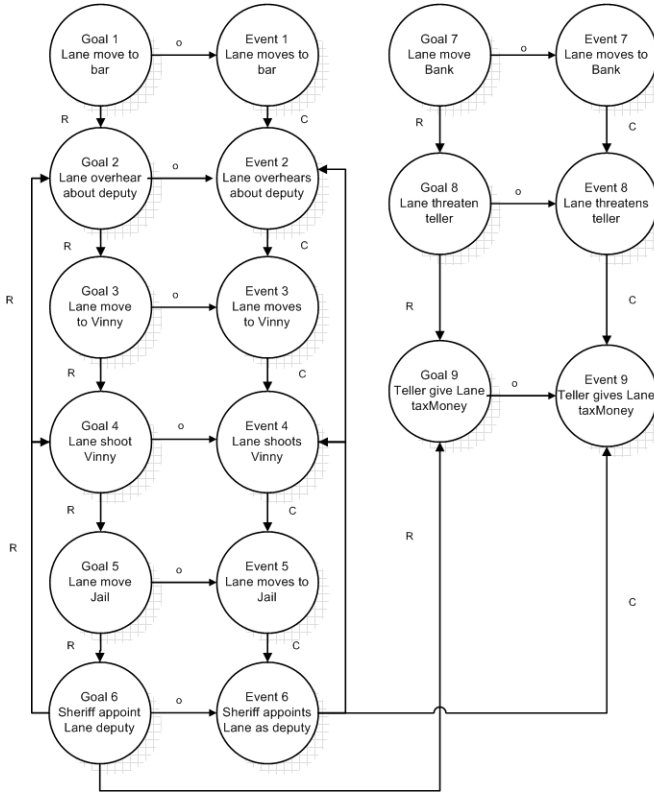 Goal 1
Lane move to
bar
o
Event 1
Lane moves to
bar
Goal 7
Lane move
Bank
o
Event 7
Lane moves to
Bank
R
C
R
C
Goal 2
Lane overhear
about deputy
o
Event 2
Lane overhears
about deputy
Goal 8
Lane threaten
teller
o
Event 8
Lane threatens
teller
R
C
Goal 3
Lane move
to Vinny
o
Event 3
Lane moves
to Vinny
R
R
C
R
C
Goal 4
Lane shoot
Vinny
o
Event 4
Lane shoots
Vinny
Goal 9
Teller give Lane
taxMoney
o
Event 9
Teller gives Lane
taxMoney
R
C
R
R
Goal 5
Lane move
Jail
o
Event 5
Lane moves to
Jail
C
R
C
Goal 6
Sheriff appoint
Lane deputy
o
Event 6
Sheriff appoints
Lane as deputy